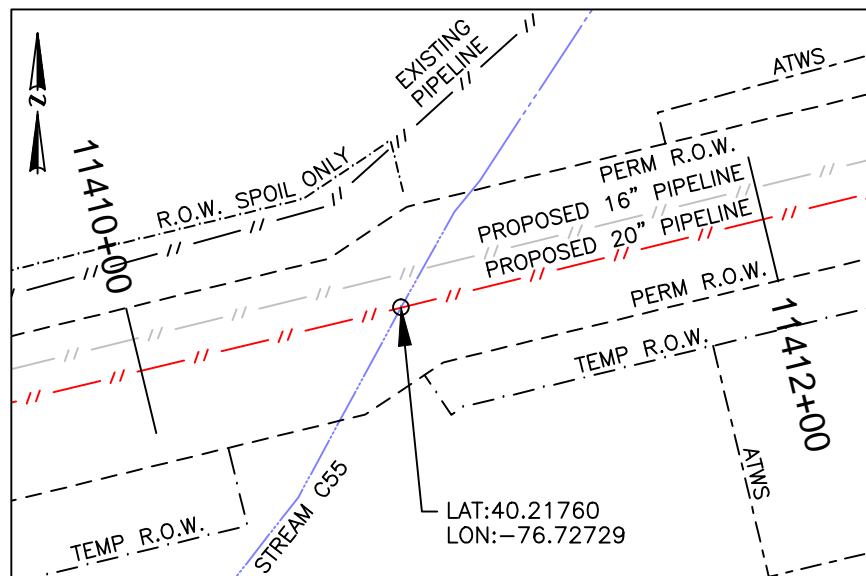 EXISTING
PIPELINE
ATWS
N
11410+00
R.O.W. SPOIL ONLY
PERM R.O.W.
PROPOSED 16” PIPELINE
PROPOSED 20” PIPELINE
PERM R.O.W.
TEMP R.O.W.
11412+00
ATWS
STREAM C55
LAT:40.21760
LON:-76.72729
TEMP R.O.W.